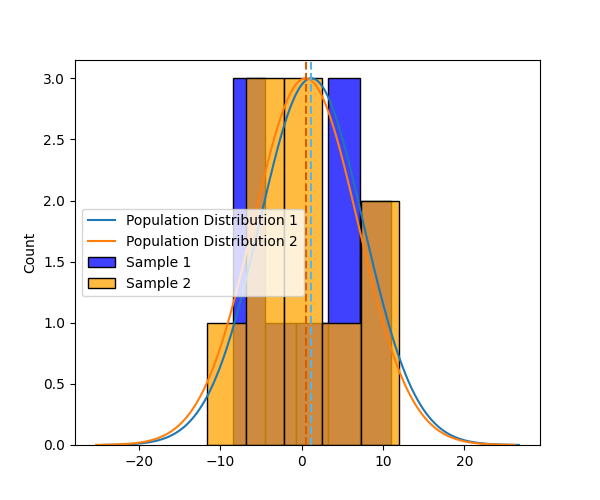 3.0
2.5
2.0
1.5
1.0
0.5
0.0
Count
Population Distribution 1
Population Distribution 2
Sample 1
Sample 2
−20
−10
0
10
20